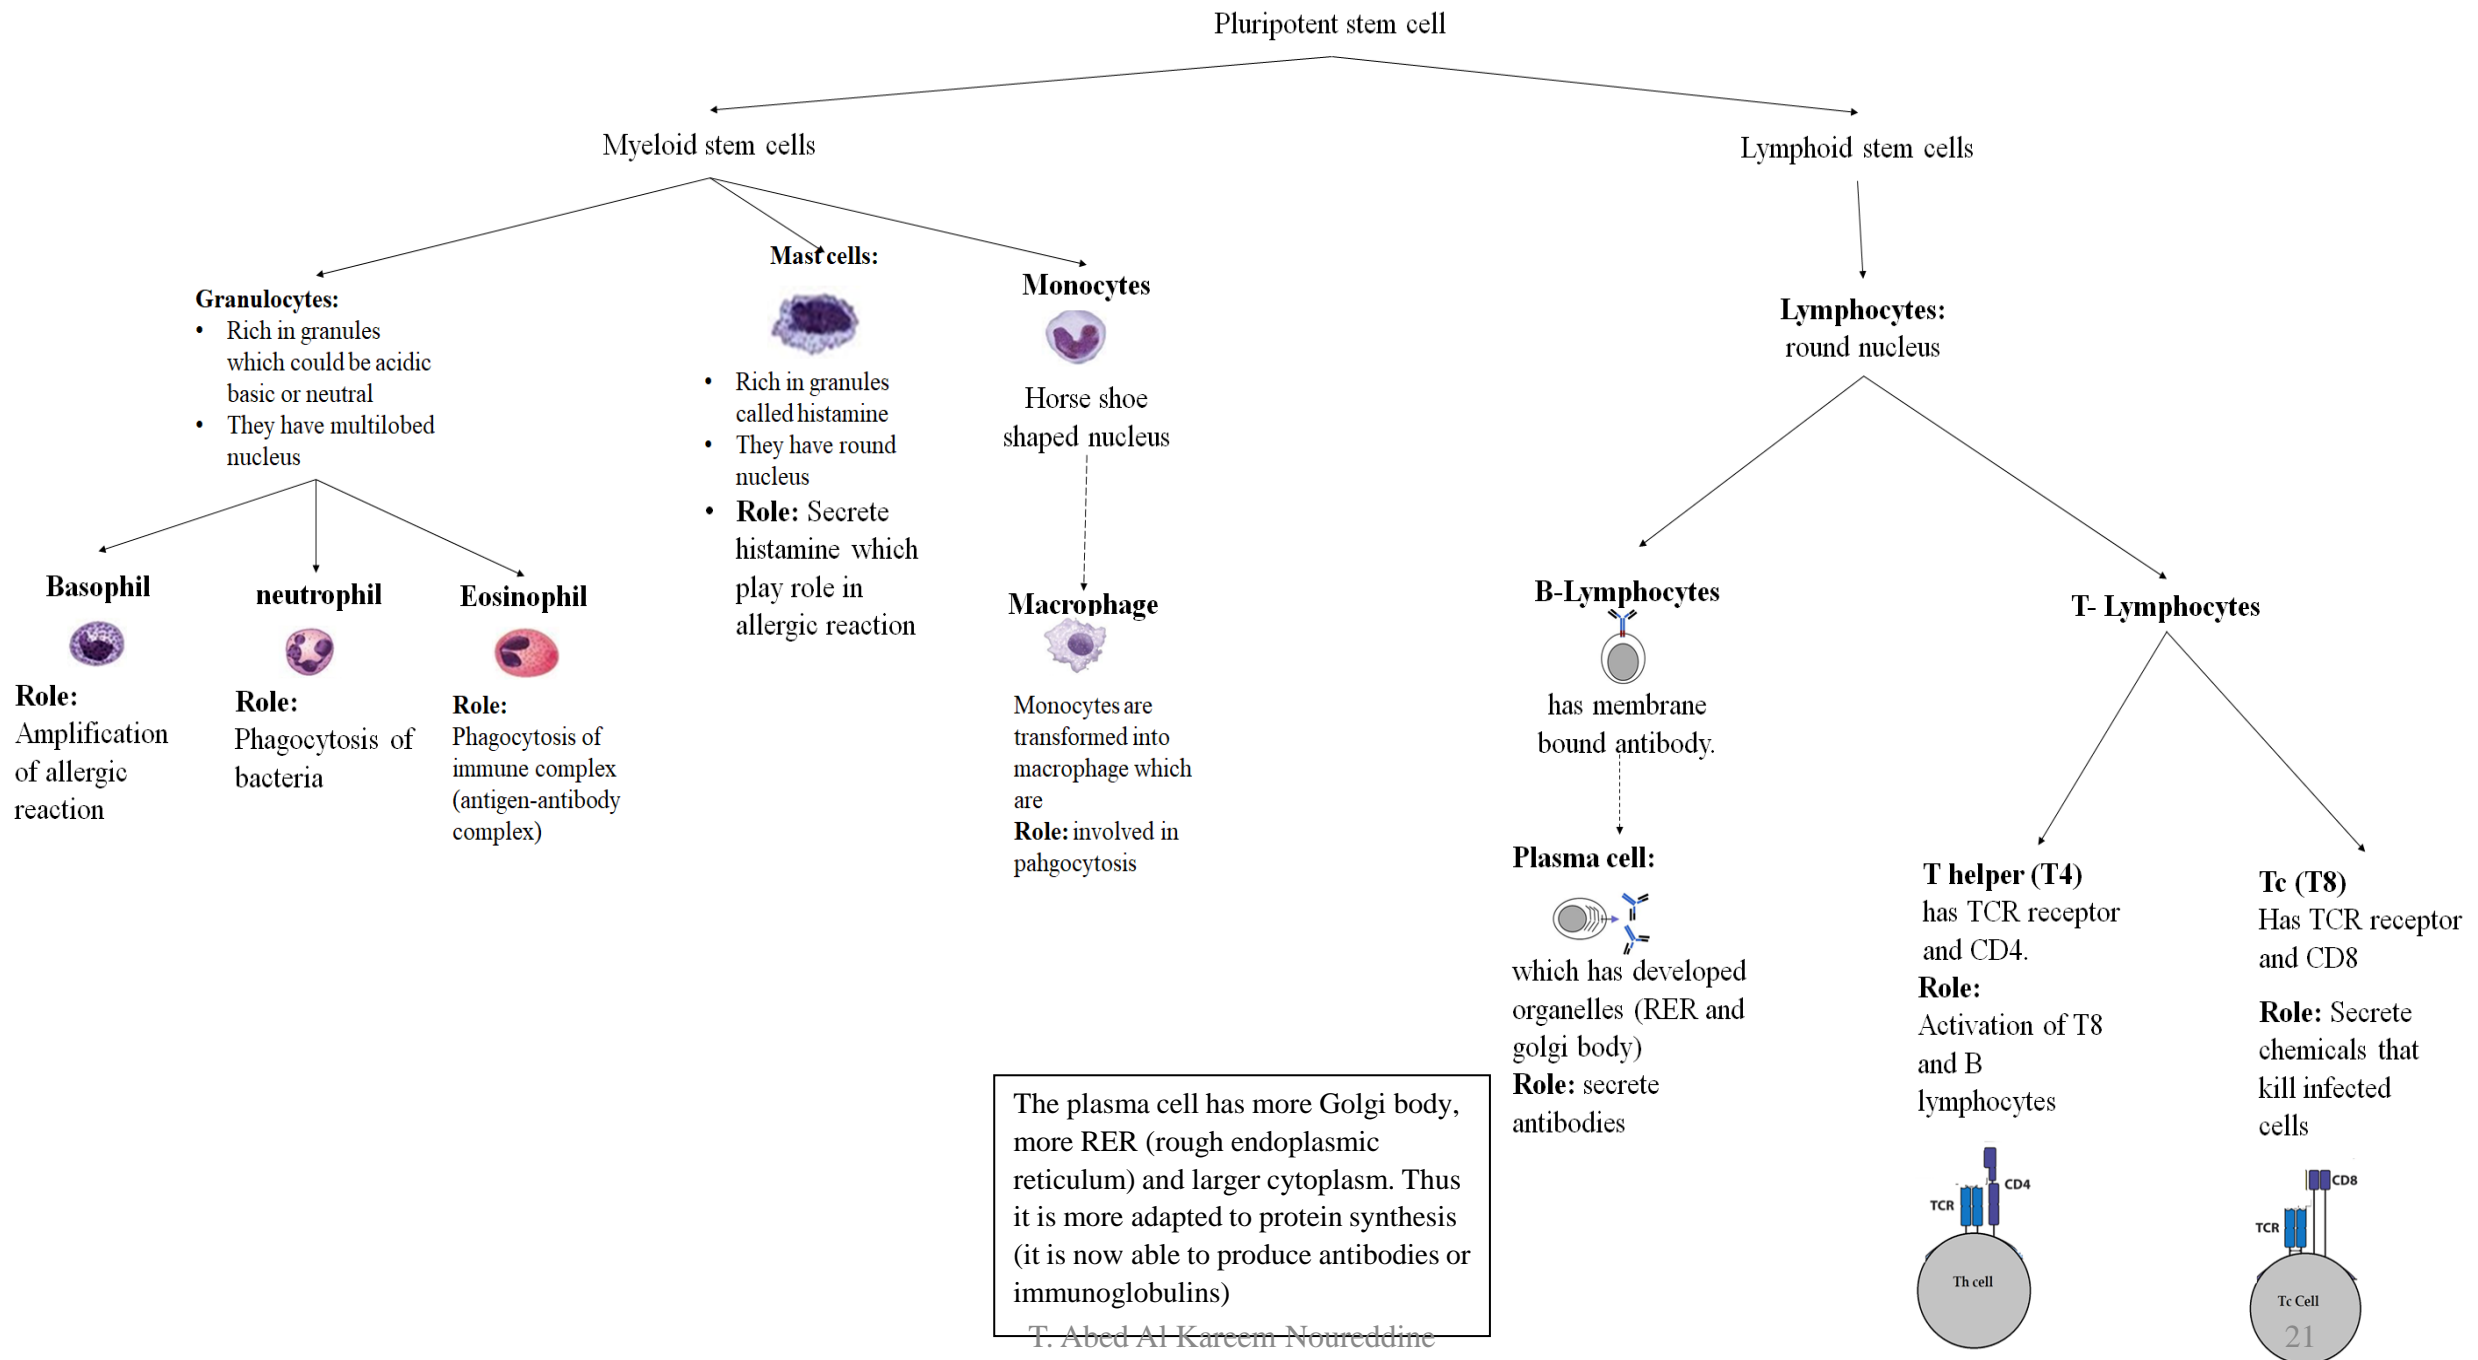 Pluripotent stem cell
Myeloid stem cells
Lymphoid stem cells
Granulocytes:
• Rich in granules
which could be acidic
basic or neutral
• They have multilobed
nucleus
Mast cells:
• Rich in granules
called histamine
• They have round
nucleus
• Role: Secrete
histamine which
play role in
allergic reaction
Monocytes
Horse shoe
shaped nucleus
Lymphocytes:
round nucleus
Basophil
Role:
Amplification
of allergic
reaction
neutrophil
Role:
Phagocytosis of
bacteria
Eosinophil
Role:
Phagocytosis of
immune complex
(antigen-antibody
complex)
Macrophage
Monocytes are
transformed into
macrophage which
are
Role: involved in
pahgocytosis
B-Lymphocytes
has membrane
bound antibody.
Plasma cell:
which has developed
organelles (RER and
golgi body)
Role: secrete
antibodies
T- Lymphocytes
T helper (T4)
has TCR receptor
and CD4.
Role:
Activation of T8
and B
lymphocytes
TCR
CD4
Th cell
Tc (T8)
Has TCR receptor
and CD8
Role: Secrete
chemicals that
kill infected
cells
TCR
CD8
Tc Cell
The plasma cell has more Golgi body,
more RER (rough endoplasmic
reticulum) and larger cytoplasm. Thus
it is more adapted to protein synthesis
(it is now able to produce antibodies or
immunoglobulins)
T. Abed Al Kareem Noureddine
21